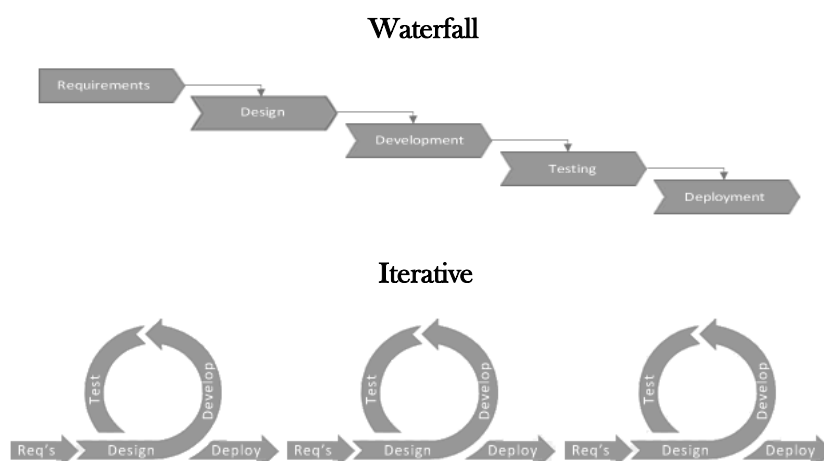 Waterfall
Requirements
Design
Development
Testing
Deployment
Iterative
Test
Develop
Req's
Design
Deploy
Test
Develop
Req's
Design
Deploy
Test
Develop
Req's
Design
Deploy